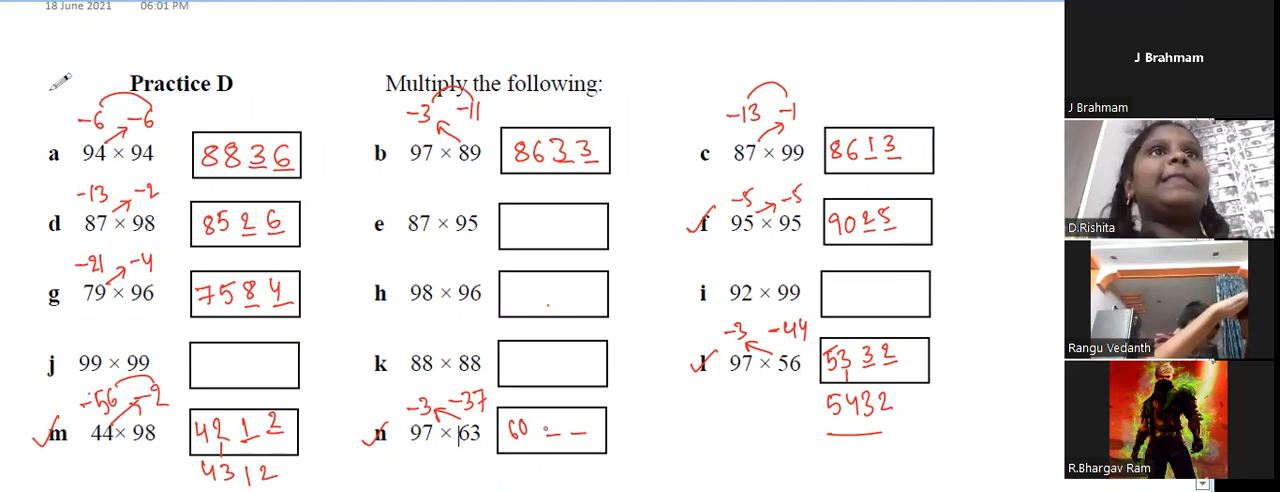 18 June 2021 06:01 PM
Practice D Multiply the following:
-6 -6 -3 -11 -13 -1
a 94 × 94 8836 b 97 × 89 8633 c 87 × 99 8613
-13 -2 -5 -5
d 87 × 98 8526 e 87 × 95 f 95 × 95 9025
-21 -4
g 79 × 96 7584 h 98 × 96 i 92 × 99
-3 -44
j 99 × 99 k 88 × 88 l 97 × 56 5332
5432
-56 -2 -3 -37
m 44× 98 4212 n 97 × 63 60
4312
J Brahmam
J Brahmam
D.Rishita
Rangu Vedanth
R.Bhargav Ram